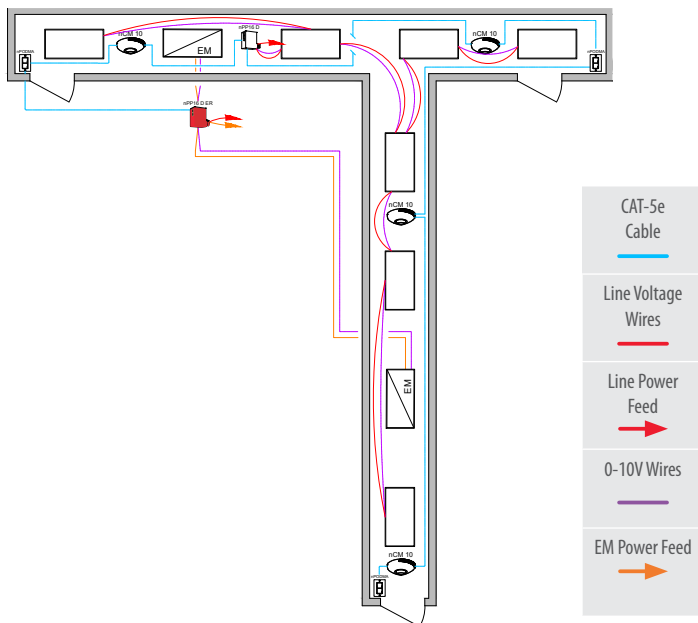 nCM 10
nPP16 D
nCM 10
nPODMA
EM
nPODMA
nPP16 D ER
nCM 10
EM
nCM 10
nPODMA
CAT-5e
Cable
Line Voltage
Wires
Line Power
Feed
0-10V Wires
EM Power Feed